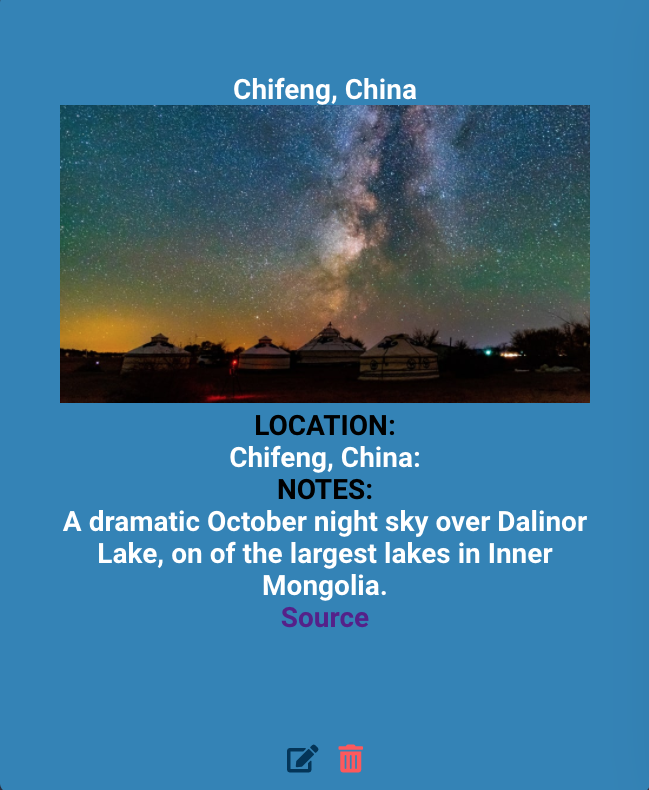 Chifeng, China
LOCATION:
Chifeng, China:
NOTES:
A dramatic October night sky over Dalinor
Lake, on of the largest lakes in Inner
Mongolia.
Source